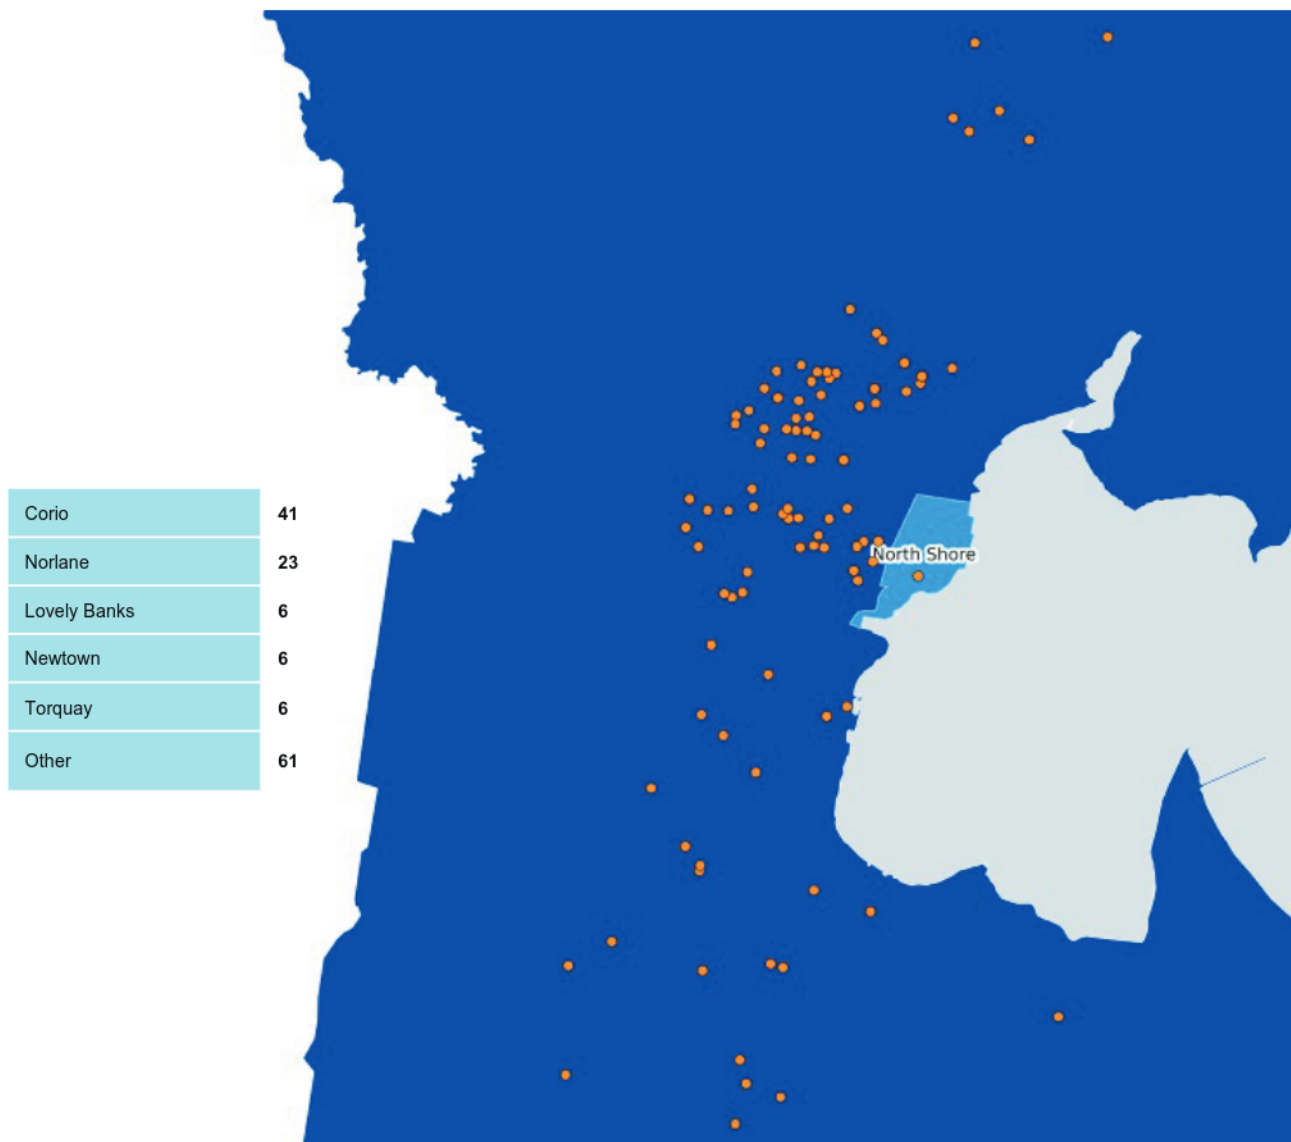 Corio 41
Norlane 23
Lovely Banks 6
Newtown 6
Torquay 6
Other 61
North Shore